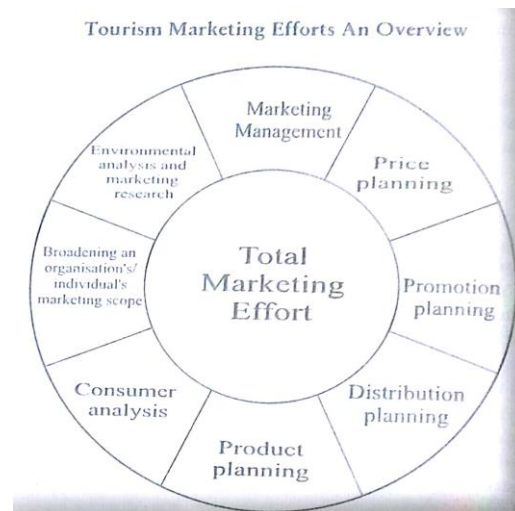 Tourism Marketing Efforts An Overview
Marketing
Management
Price
planning
Promotion
planning
Distribution
planning
Product
planning
Consumer
analysis
Broadening an
organisation's/
individual's
marketing scope
Environmental
analysis and
marketing
research
Total
Marketing
Effort